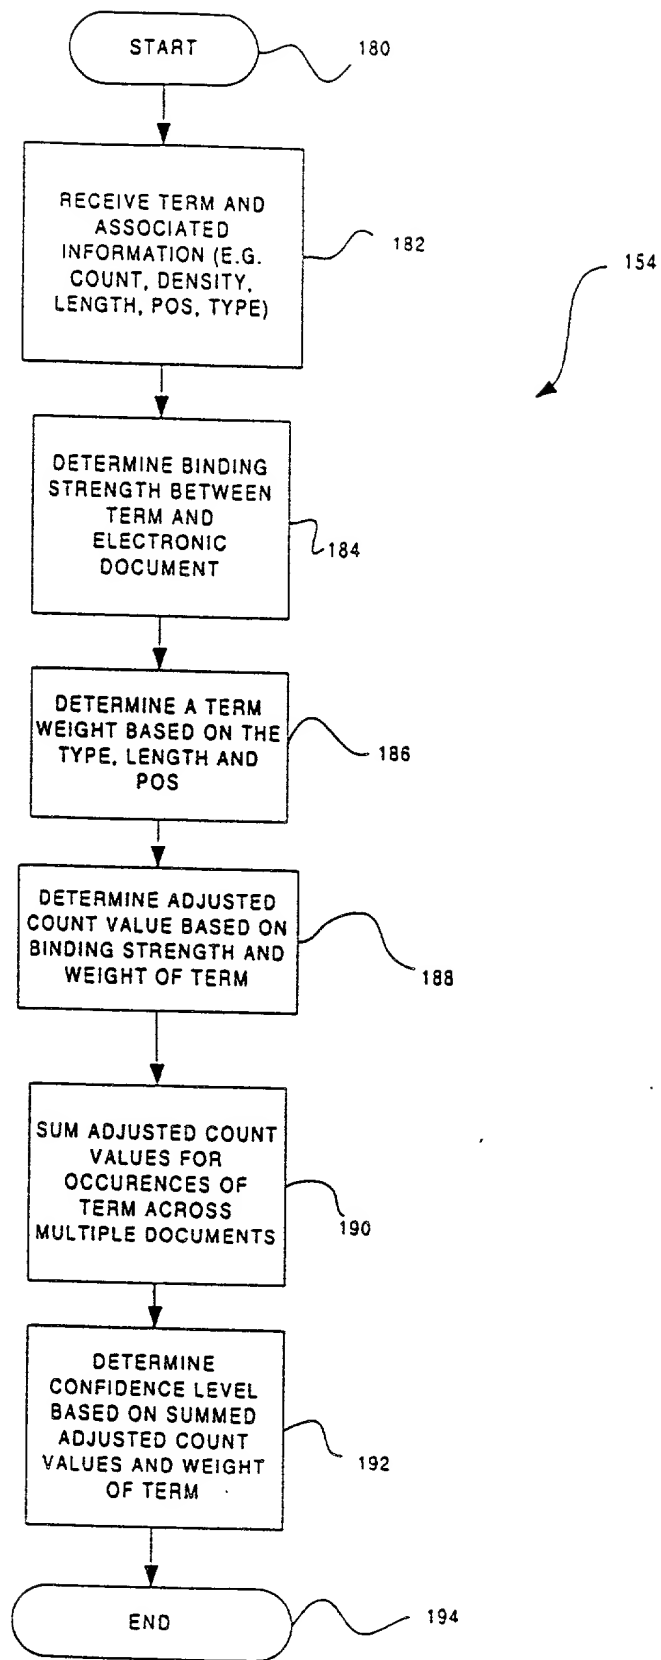 START
180
RECEIVE TERM AND
ASSOCIATED
INFORMATION (E.G.
COUNT, DENSITY,
LENGTH, POS, TYPE)
182
154
DETERMINE BINDING
STRENGTH BETWEEN
TERM AND
ELECTRONIC
DOCUMENT
184
DETERMINE A TERM
WEIGHT BASED ON THE
TYPE, LENGTH AND
POS
186
DETERMINE ADJUSTED
COUNT VALUE BASED ON
BINDING STRENGTH AND
WEIGHT OF TERM
188
SUM ADJUSTED COUNT
VALUES FOR
OCCURENCES OF
TERM ACROSS
MULTIPLE DOCUMENTS
190
DETERMINE
CONFIDENCE LEVEL
BASED ON SUMMED
ADJUSTED COUNT
VALUES AND WEIGHT
OF TERM
192
END
194